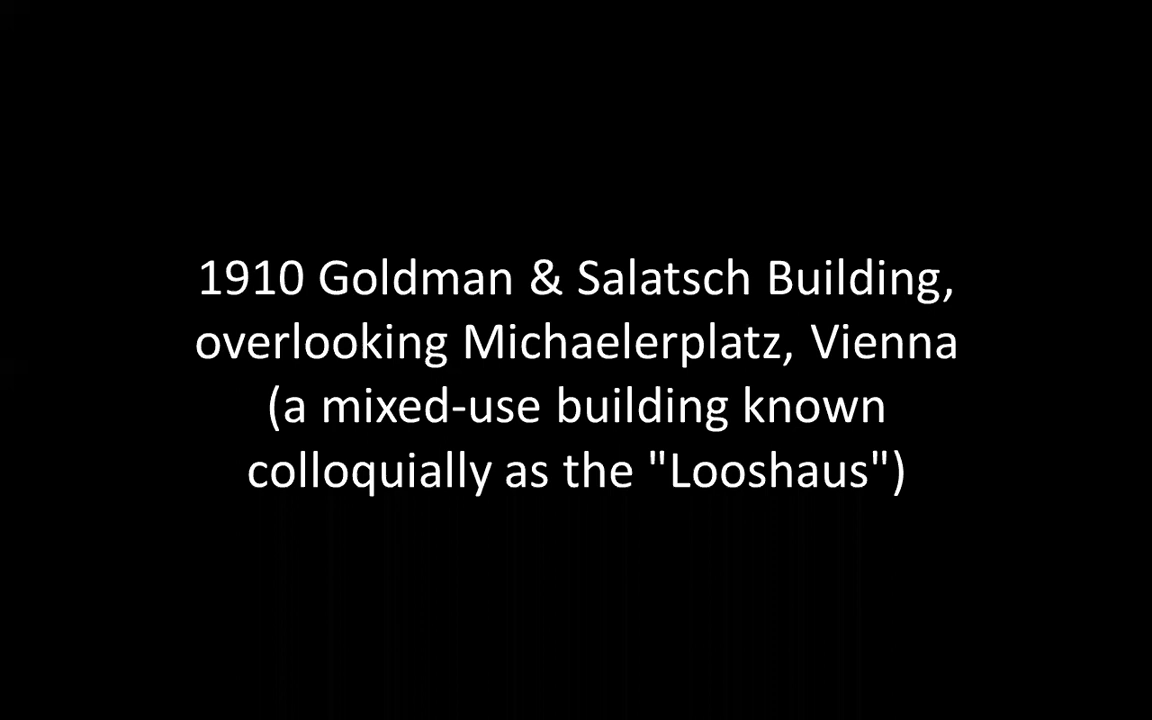 1910 Goldman & Salatsch Building,
overlooking Michaelerplatz, Vienna
(a mixed-use building known
colloquially as the "Looshaus")